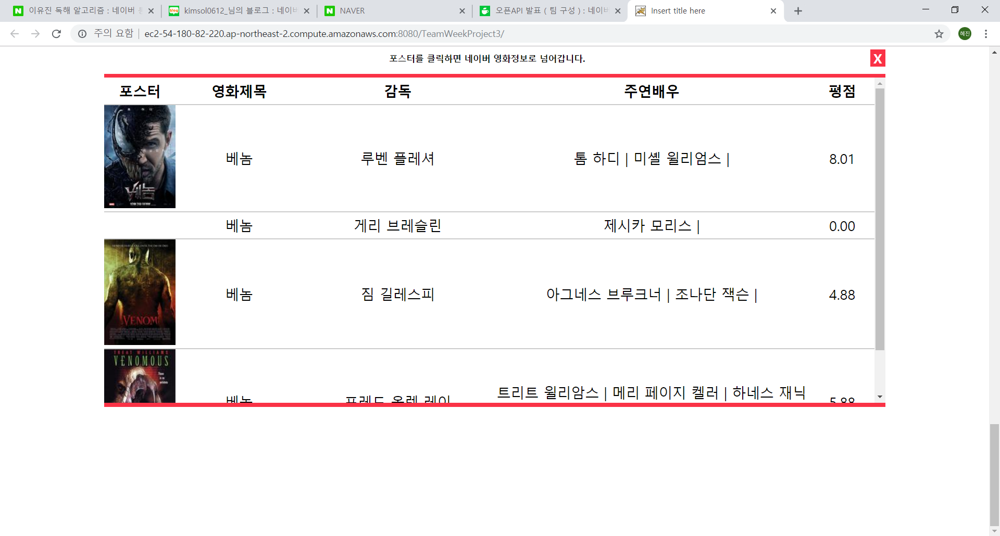 이유진 독해 알고리즘 : 네이버 통
kimsol0612_님의 블로그 : 네이버
NAVER
오픈API 발표 ( 팀 구성 ) : 네이버
Insert title here
주의 요함 | ec2-54-180-82-220.ap-northeast-2.compute.amazonaws.com:8080/TeamWeekProject3/
혜진
포스터를 클릭하면 네이버 영화정보로 넘어갑니다.
X
포스터 영화제목 감독 주연배우 평점
톰 하디
베놈
베놈 루벤 플레셔 톰 하디 | 미셸 윌리엄스 | 8.01
베놈 게리 브레슬린 제시카 모리스 | 0.00
VENOM
베놈 짐 길레스피 아그네스 브루크너 | 조나단 잭슨 | 4.88
TREAT WILLIAMS
VENOMOUS
There is no antidote
트리트 윌리암스 | 메리 페이지 켈러 | 하네스 재닉
베놈 프레드 올렌 레이 5.88